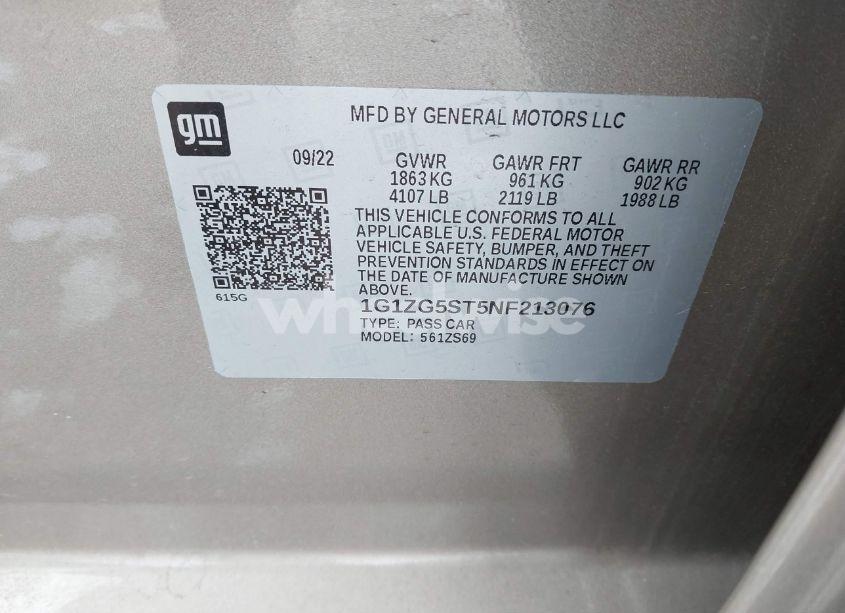 gm
MFD BY GENERAL MOTORS LLC
09/22 GVWR GAWR FRT GAWR RR
1863 KG 961 KG 902 KG
4107 LB 2119 LB 1988 LB
THIS VEHICLE CONFORMS TO ALL
APPLICABLE U.S. FEDERAL MOTOR
VEHICLE SAFETY, BUMPER, AND THEFT
PREVENTION STANDARDS IN EFFECT ON
THE DATE OF MANUFACTURE SHOWN
ABOVE.
615G
1G1ZG5ST5NF213076
TYPE: PASS CAR
MODEL: 561ZS69